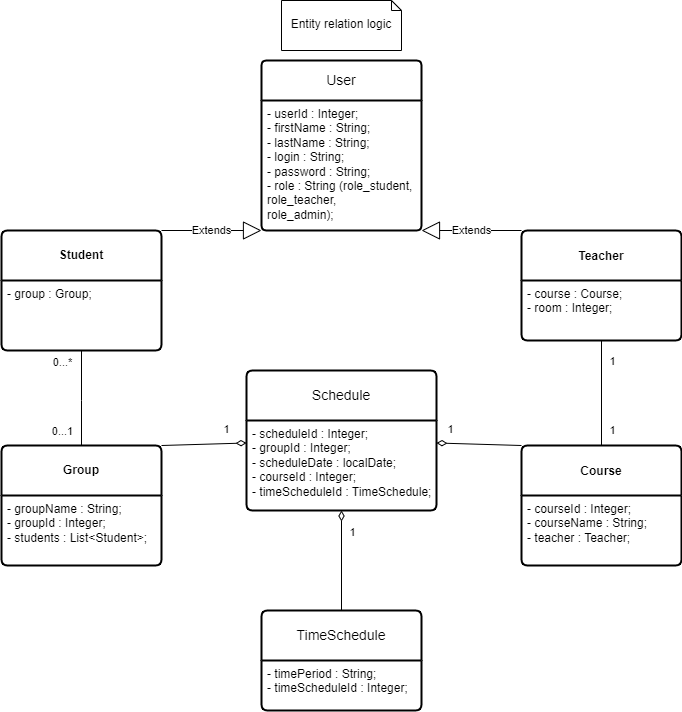 Entity relation logic
User
- userId : Integer;
- firstName : String;
- lastName : String;
- login : String;
- password : String;
- role : String (role_student,
role_teacher,
role_admin);
Extends
Extends
Student
- group : Group;
Teacher
- course : Course;
- room : Integer;
0...*
1
0...1
1
Schedule
- scheduleId : Integer;
- groupId : Integer;
- scheduleDate : localDate;
- courseId : Integer;
- timeScheduleId : TimeSchedule;
1
1
Group
- groupName : String;
- groupId : Integer;
- students : List<Student>;
Course
- courseId : Integer;
- courseName : String;
- teacher : Teacher;
1
TimeSchedule
- timePeriod : String;
- timeScheduleId : Integer;